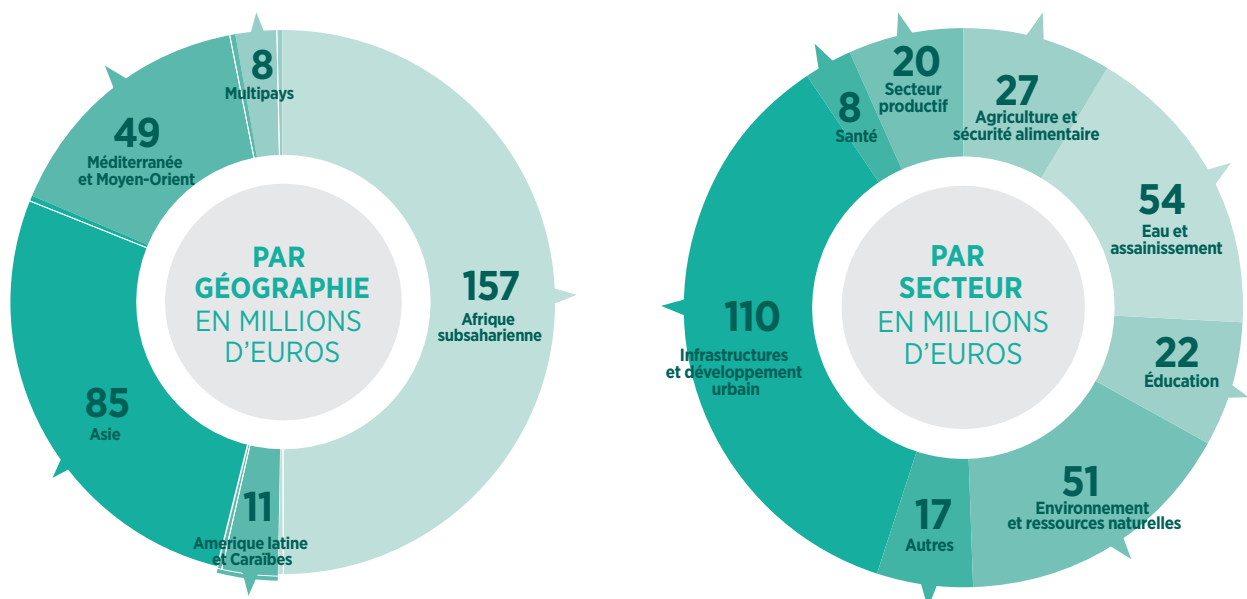 8
Multipays
49
Méditerranée
et Moyen-Orient
PAR
GÉOGRAPHIE
EN MILLIONS
D’EUROS
157
Afrique
subsaharienne
85
Asie
11
Amerique latine
et Caraïbes
20
Secteur
productif
27
Agriculture et
sécurité alimentaire
8
Santé
54
Eau et
assainissement
PAR
SECTEUR
EN MILLIONS
D’EUROS
110
Infrastructures
et développement
urbain
22
Éducation
51
Environnement
et ressources naturelles
17
Autres